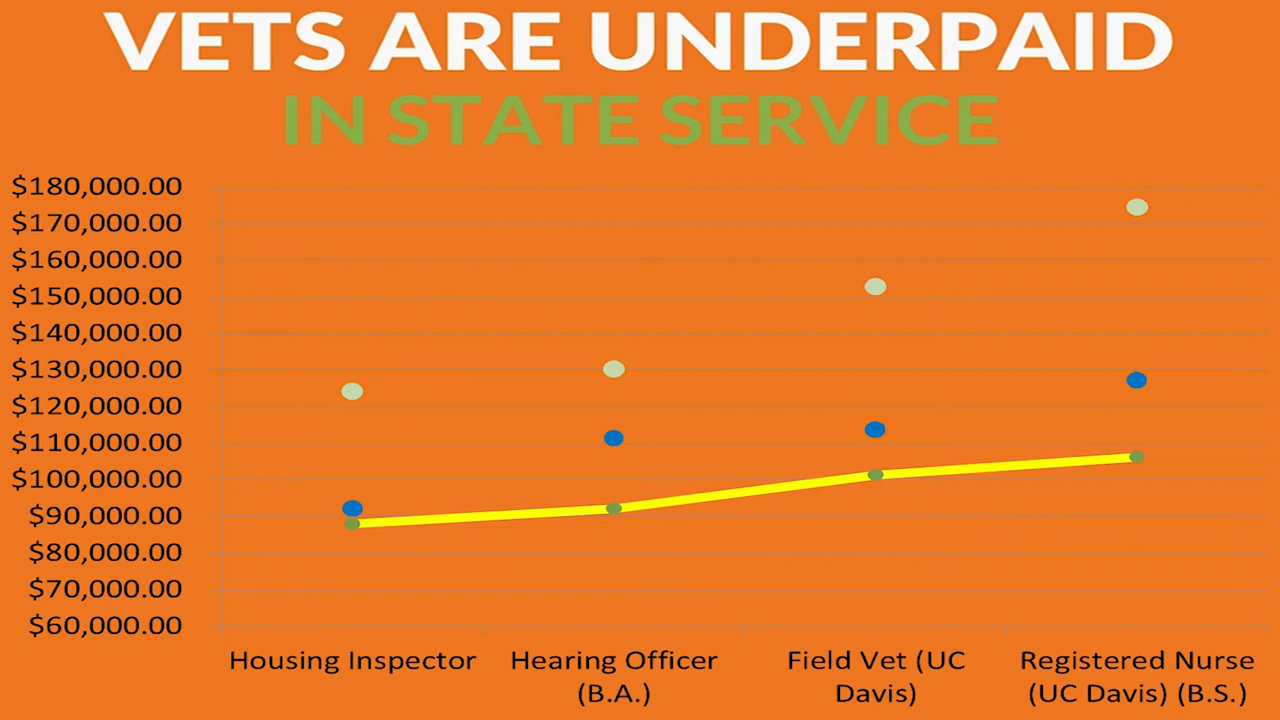 VETS ARE UNDERPAID
IN STATE SERVICE
$180,000.00
$170,000.00
$160,000.00
$150,000.00
$140,000.00
$130,000.00
$120,000.00
$110,000.00
$100,000.00
$90,000.00
$80,000.00
$70,000.00
$60,000.00
Housing Inspector
Hearing Officer
(B.A.)
Field Vet (UC
Davis)
Registered Nurse
(UC Davis) (B.S.)